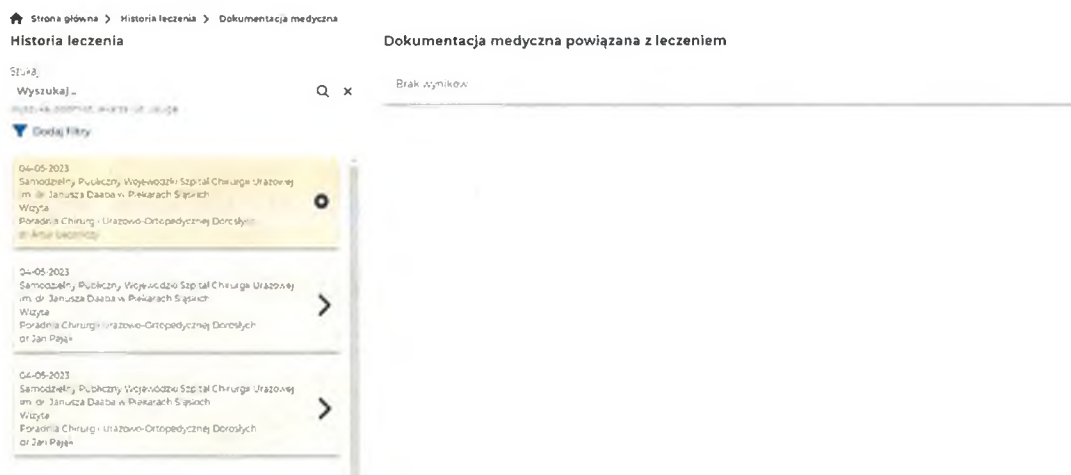 Strona główna > Historia leczenia > Dokumentacja medyczna
Historia leczenia
Szukaj
Wyszukaj...
Dodaj filtry
04-05-2023
Samodzielny Publiczny Wojewódzki Szpital Chirurgii Urazowej
im. dr Janusza Daaba w Piekarach Śląskich
Wizyta
Poradnia Chirurgii Urazowo-Ortopedycznej Dorosłych
dr Artur
04-05-2023
Samodzielny Publiczny Wojewódzki Szpital Chirurgii Urazowej
im. dr Janusza Daaba w Piekarach Śląskich
Wizyta
Poradnia Chirurgii Urazowo-Ortopedycznej Dorosłych
dr Jan Pająk
04-05-2023
Samodzielny Publiczny Wojewódzki Szpital Chirurgii Urazowej
im. dr Janusza Daaba w Piekarach Śląskich
Wizyta
Poradnia Chirurgii Urazowo-Ortopedycznej Dorosłych
dr Jan Pająk
Dokumentacja medyczna powiązana z leczeniem
Brak wyników